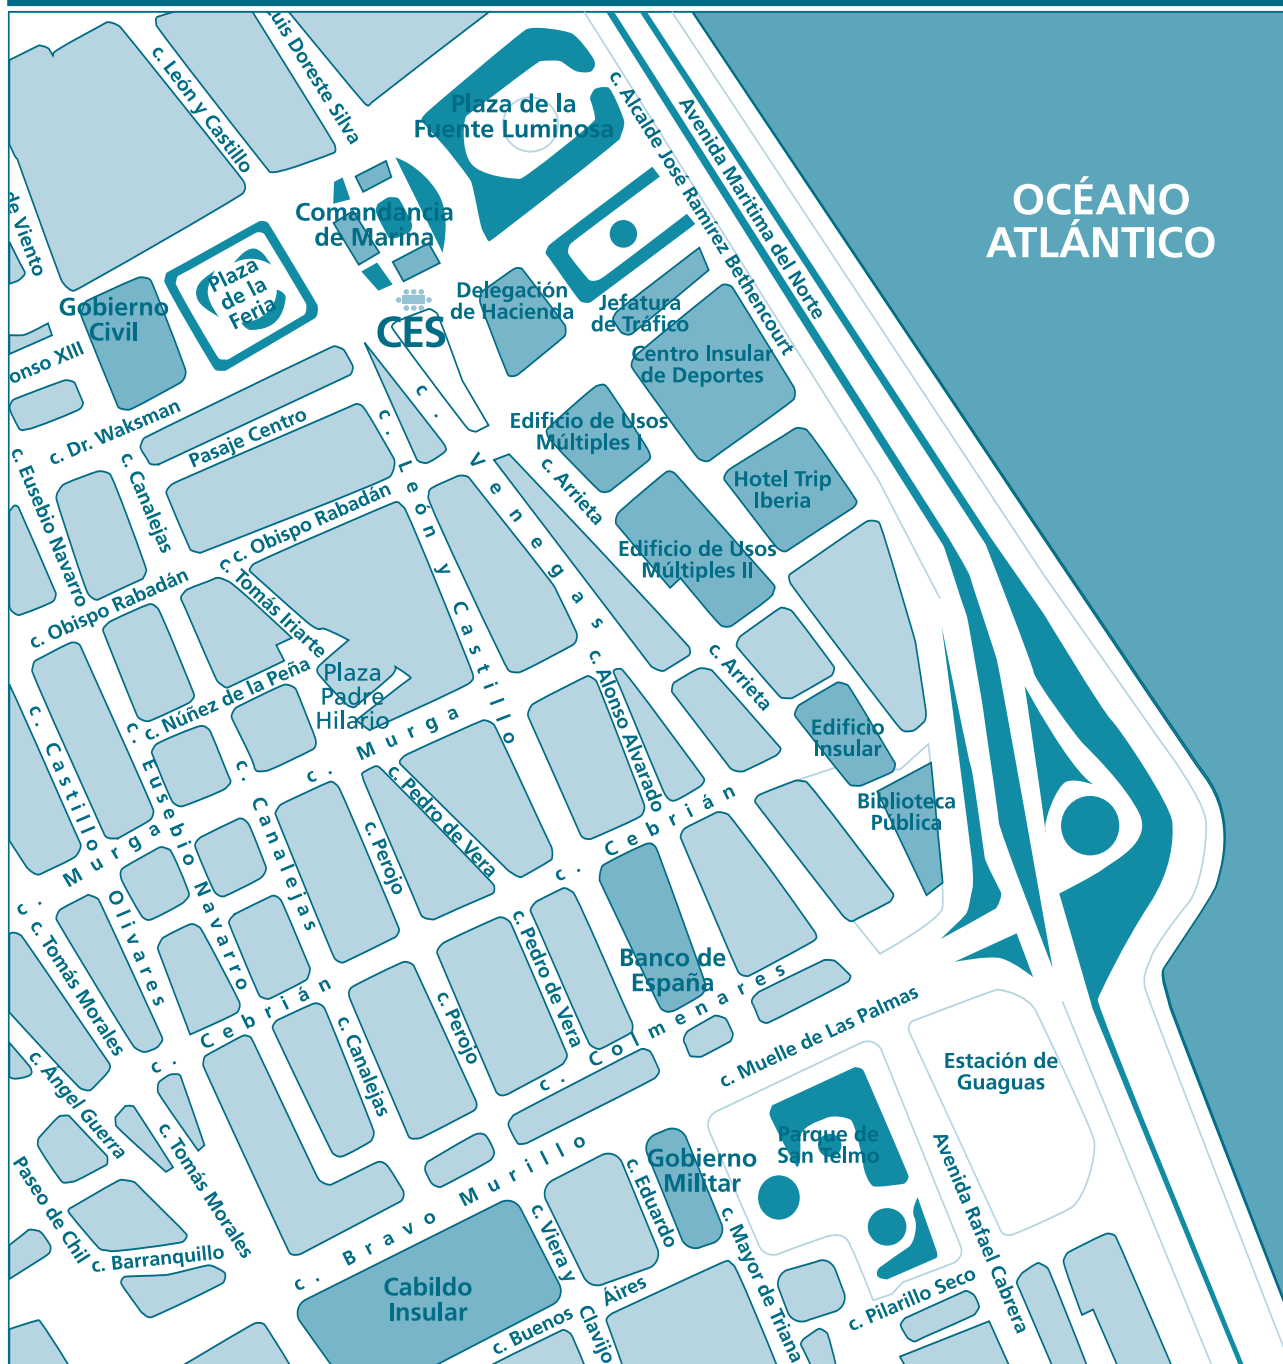 c. León y Castillo
Luis Doreste Silva
Plaza de la
Fuente Luminosa
c. Alcalde José Ramírez Bethencourt
Avenida Maritima del Norte
OCÉANO
ATLÁNTICO
de Viento
Comandancia
de Marina
Plaza
de la
Feria
Gobierno
Civil
CES
Delegación
de Hacienda
Jefatura
de Tráfico
Centro Insular
de Deportes
onso XIII
c. Dr. Waksman
Pasaje Centro
c. León y Castillo
c. Venegas
Edificio de Usos
Múltiples I
c. Arrieta
Hotel Trip
Iberia
c. Eusebio Navarro
c. Canalejas
c. Obispo Rabadán
Edificio de Usos
Múltiples II
c. Obispo Rabadán
c. Tomás Iriarte
c. Núñez de la Peña
Plaza
Padre
Hilario
c. Alonso Alvarado
c. Arrieta
Edificio
Insular
Biblioteca
Pública
c. Castillo
c. Eusebio Navarro
c. Canalejas
c. Murga
c. Pedro de Vera
c. Perojo
c. Cebrián
c. Murga
Olivares
c. Tomás Morales
c. Pedro de Vera
Banco de
España
c. Cebrián
c. Canalejas
c. Perojo
c. Colmenares
c. Muelle de Las Palmas
Estación de
Guaguas
c. Ángel Guerra
c. Tomás Morales
Paseo de Chil
c. Barranquillo
c. Bravo Murillo
Gobierno
Militar
Parque de
San Telmo
Avenida Rafael Cabrera
c. Eduardo
c. Viera y
Clavijo
c. Mayor de Triana
Cabildo
Insular
c. Buenos Áires
c. Pilarillo Seco